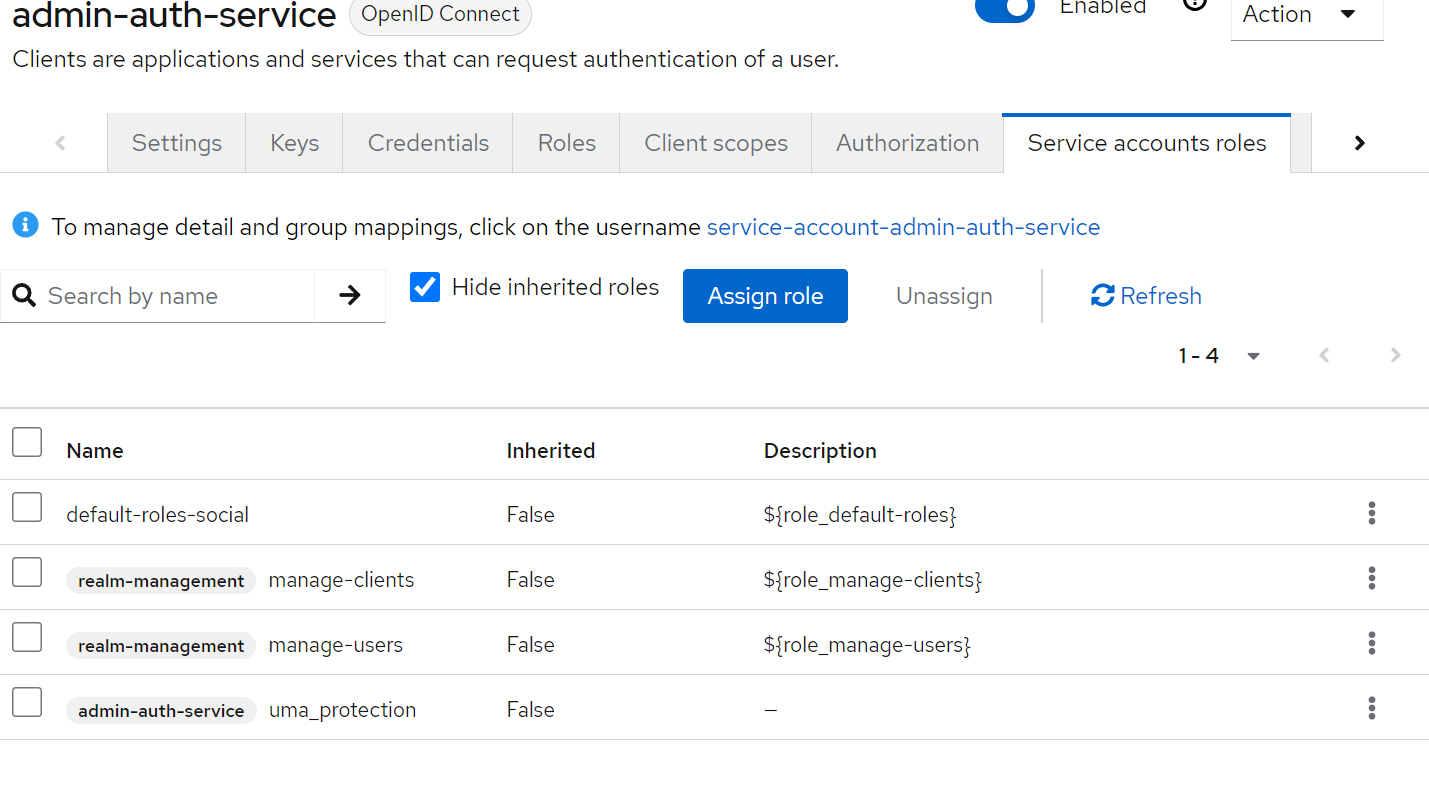 admin-auth-service OpenID Connect Enabled Action
Clients are applications and services that can request authentication of a user.
Settings Keys Credentials Roles Client scopes Authorization Service accounts roles
To manage detail and group mappings, click on the username service-account-admin-auth-service
Search by name Hide inherited roles Assign role Unassign Refresh
1 - 4
Name Inherited Description
default-roles-social False ${role_default-roles}
realm-management manage-clients False ${role_manage-clients}
realm-management manage-users False ${role_manage-users}
admin-auth-service uma_protection False –